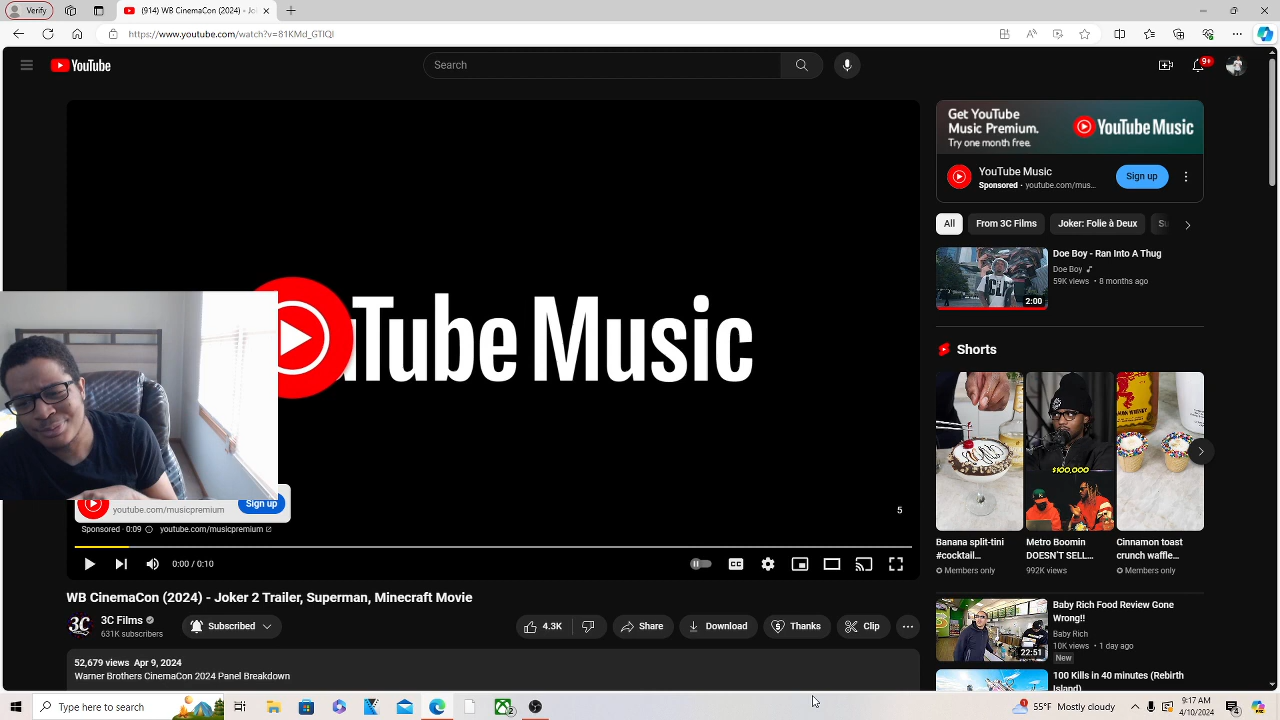 Verify
(914) WB CinemaCon (2024) - Jo
https://www.youtube.com/watch?v=81KMd_GTIQI
YouTube
Search
9+
Tube Music
youtube.com/musicpremium
Sign up
Sponsored · 0:09
youtube.com/musicpremium
5
0:00 / 0:10
CC
WB CinemaCon (2024) - Joker 2 Trailer, Superman, Minecraft Movie
3C
3C Films
631K subscribers
Subscribed
4.3K
Share
Download
Thanks
Clip
52,679 views Apr 9, 2024
Warner Brothers CinemaCon 2024 Panel Breakdown
Get YouTube
Music Premium.
Try one month free.
YouTube Music
YouTube Music
Sponsored · youtube.com/mus...
Sign up
All
From 3C Films
Joker: Folie à Deux
Su
Doe Boy - Ran Into A Thug
Doe Boy
59K views • 8 months ago
2:00
Shorts
$100,000
Banana split-tini
#cocktail…
Members only
Metro Boomin
DOESN'T SELL…
992K views
Cinnamon toast
crunch waffle…
Members only
Baby Rich Food Review Gone
Wrong!!
Baby Rich
10K views • 1 day ago
New
22:51
100 Kills in 40 minutes (Rebirth
Island)
Type here to search
55°F
9:17 AM
4/10/2024